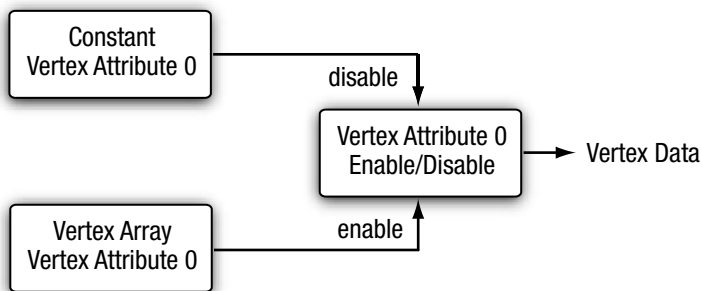 Constant
Vertex Attribute 0
disable
Vertex Attribute 0
Enable/Disable
Vertex Data
Vertex Array
Vertex Attribute 0
enable